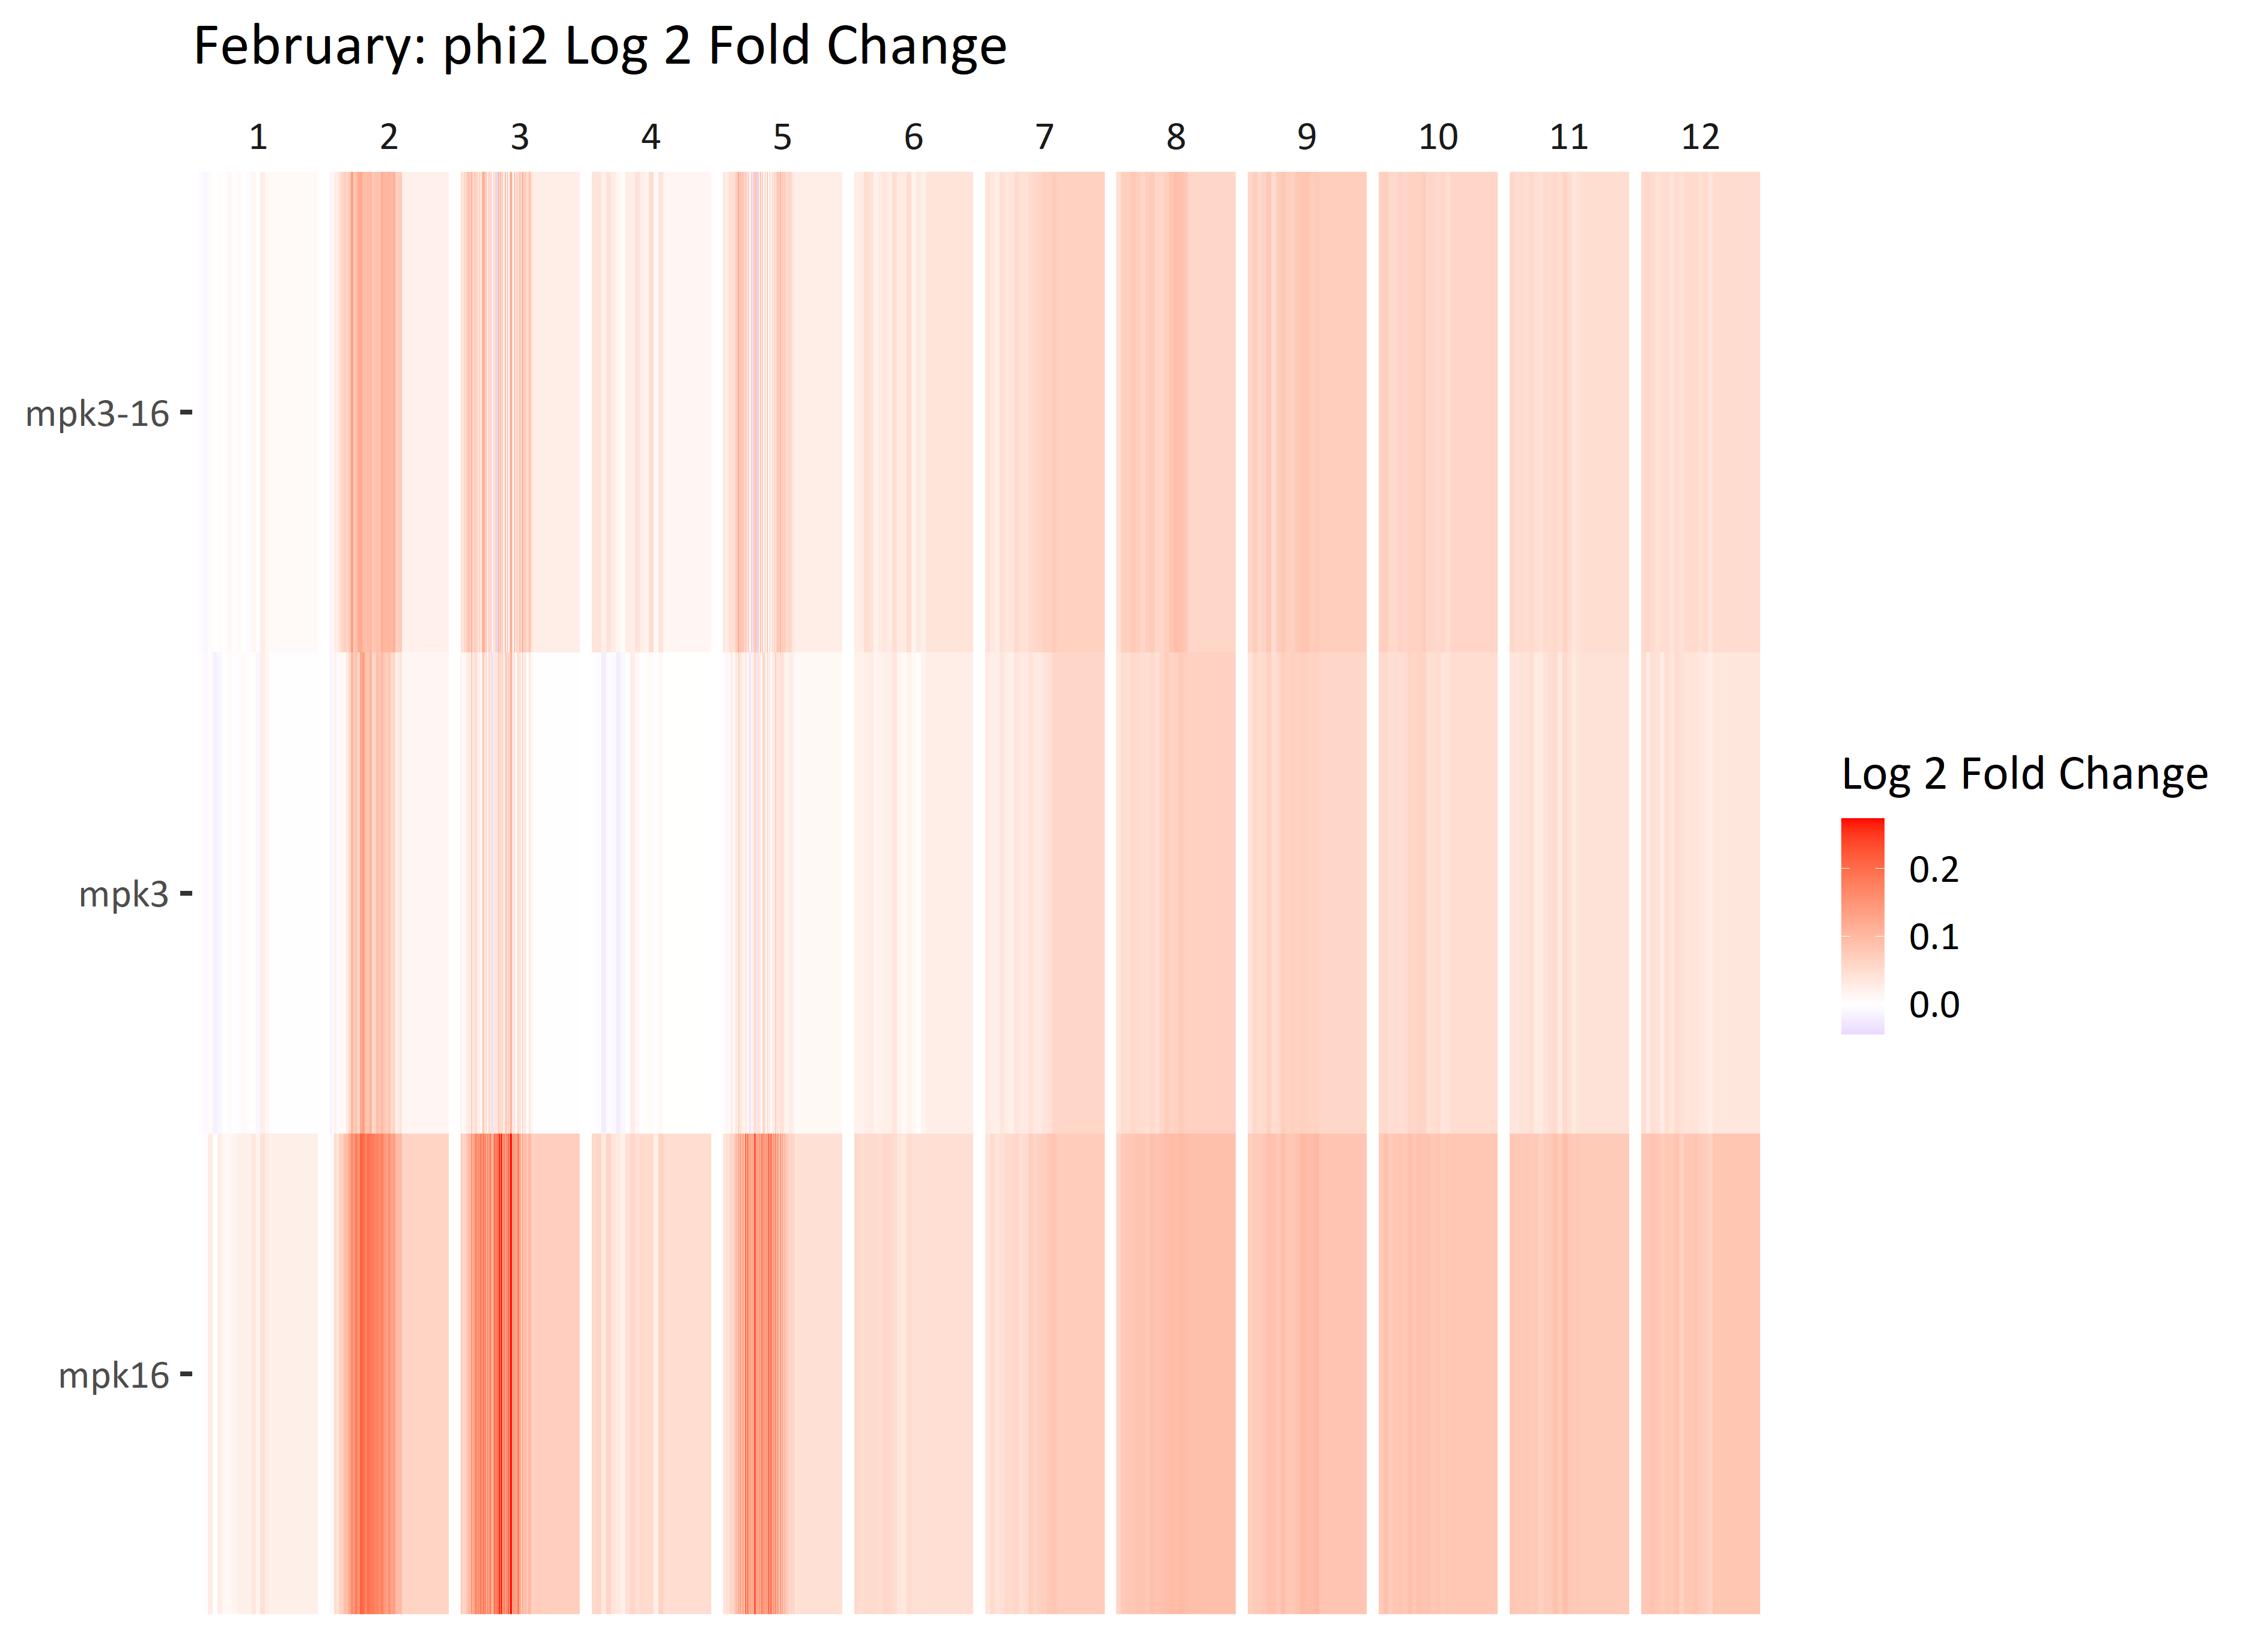 February: phi2 Log 2 Fold Change
1 2 3 4 5 6 7 8 9 10 11 12
mpk3-16
mpk3
mpk16
Log 2 Fold Change
0.2
0.1
0.0